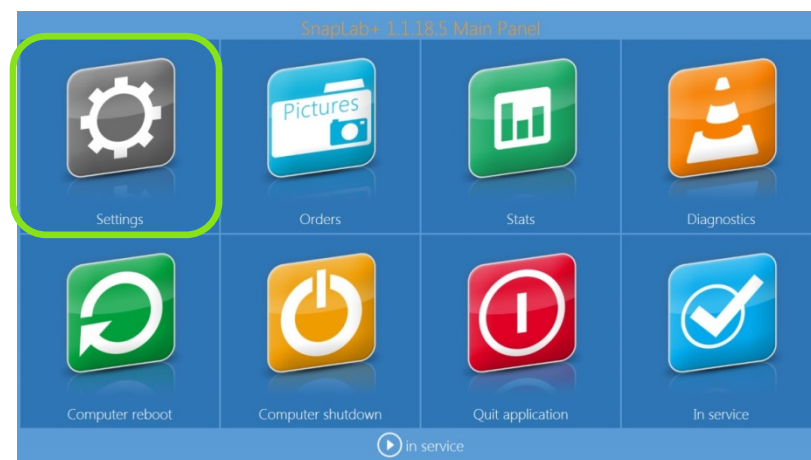 SnapLab+ 1.1.18.5 Main Panel
Pictures
Settings
Orders
Stats
Diagnostics
Computer reboot
Computer shutdown
Quit application
In service
in service